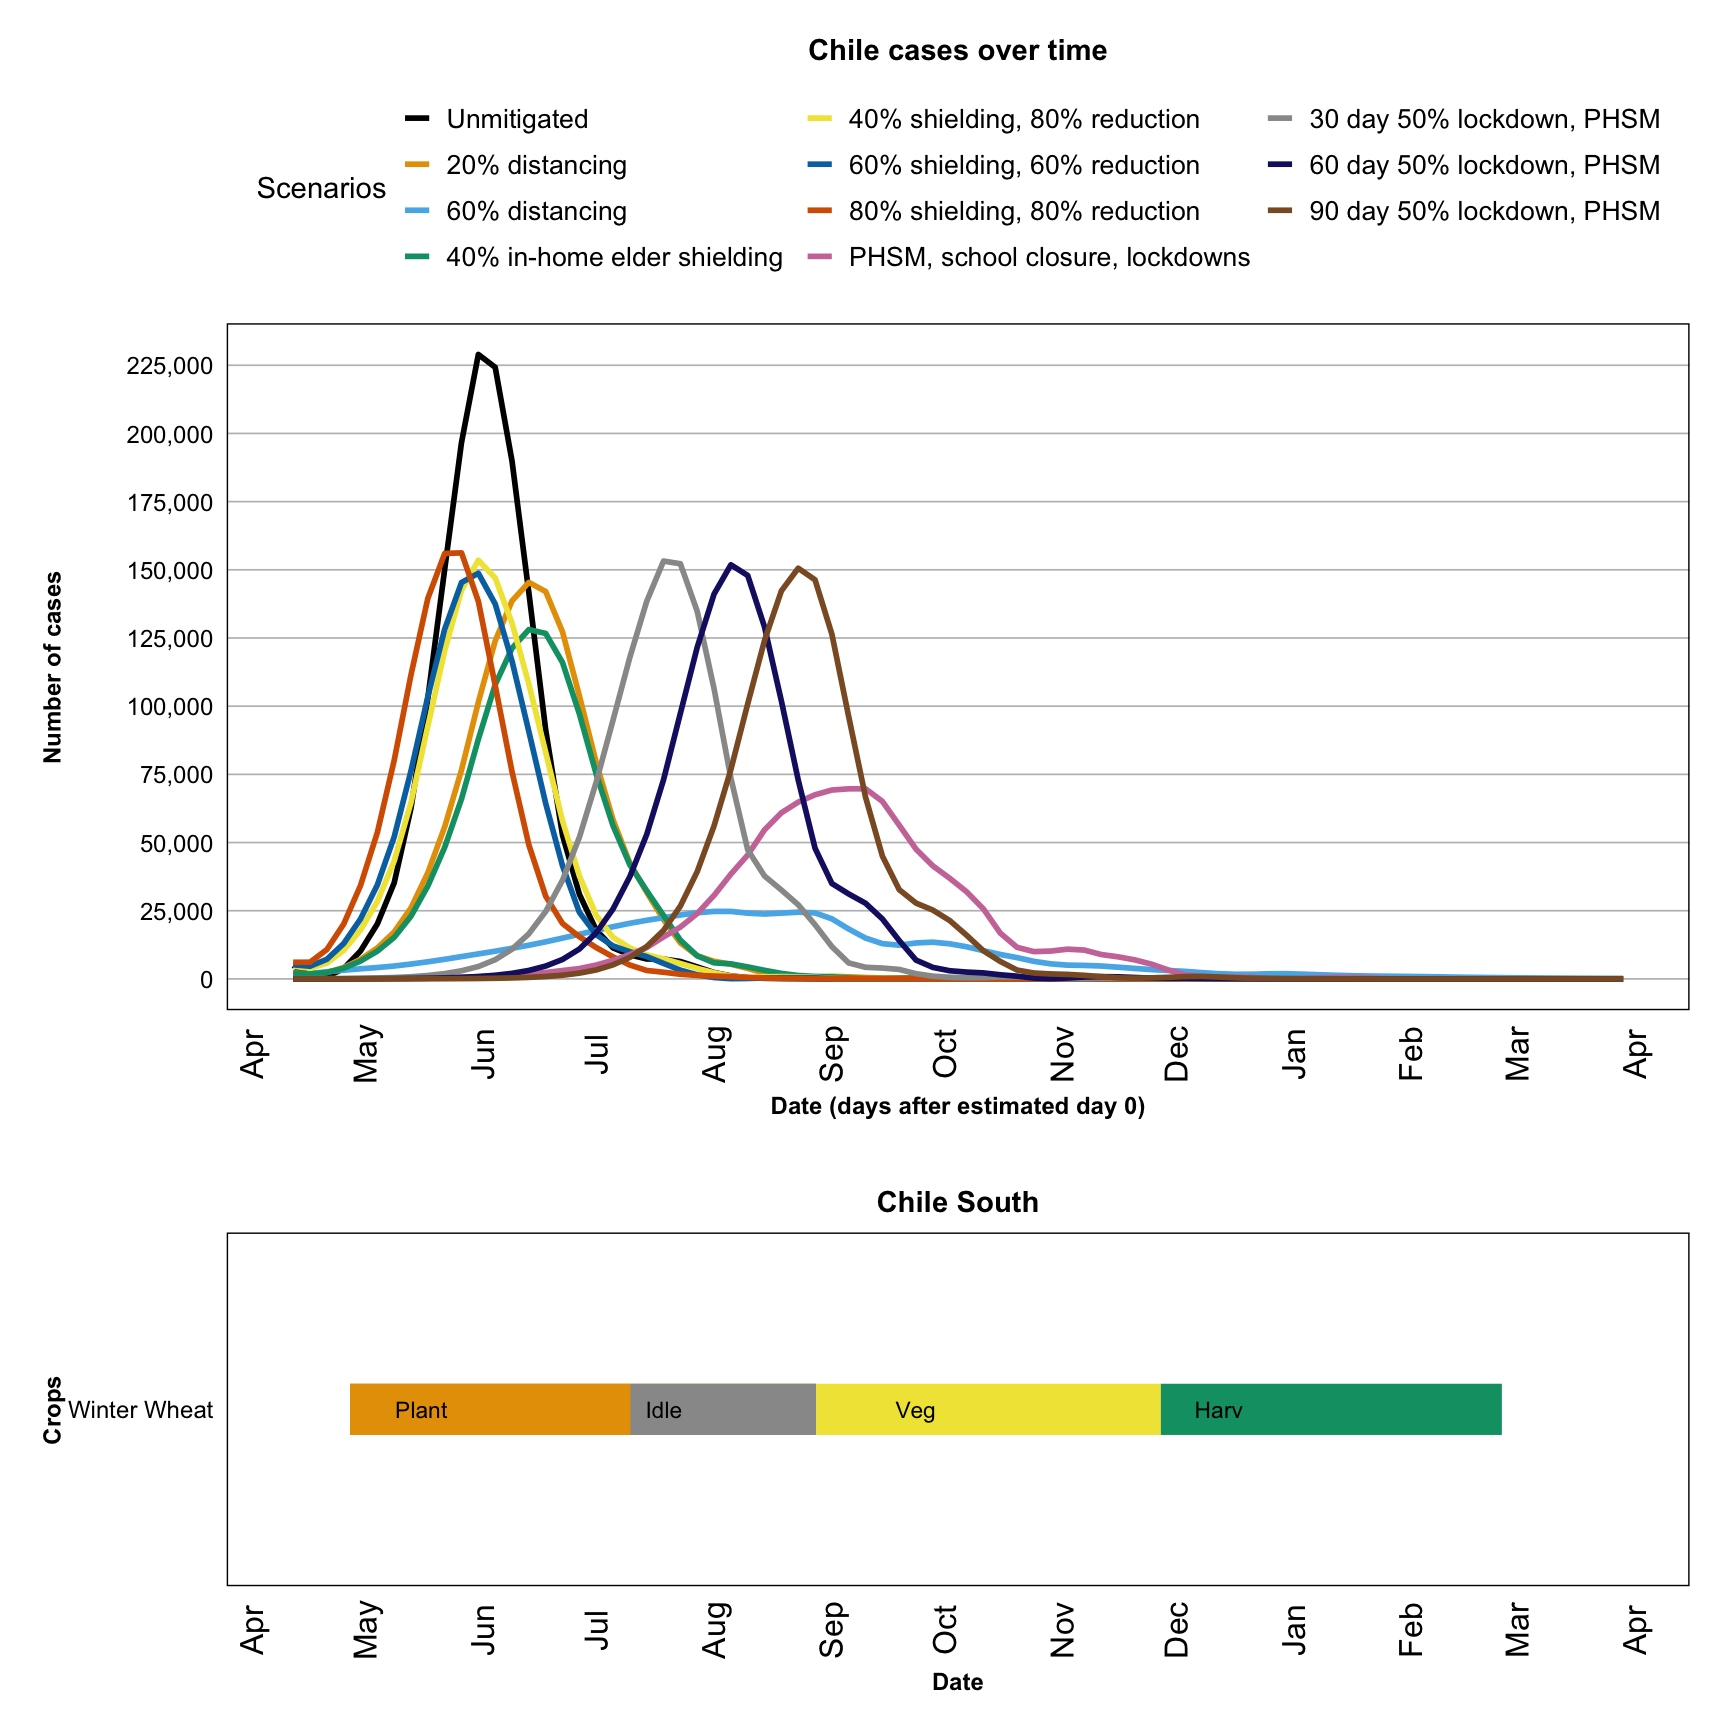 Chile cases over time
Scenarios
Unmitigated
20% distancing
60% distancing
40% in-home elder shielding
40% shielding, 80% reduction
60% shielding, 60% reduction
80% shielding, 80% reduction
PHSM, school closure, lockdowns
30 day 50% lockdown, PHSM
60 day 50% lockdown, PHSM
90 day 50% lockdown, PHSM
Number of cases
225,000
200,000
175,000
150,000
125,000
100,000
75,000
50,000
25,000
0
Apr May Jun Jul Aug Sep Oct Nov Dec Jan Feb Mar Apr
Date (days after estimated day 0)
Chile South
Crops
Winter Wheat
Plant Idle Veg Harv
Apr May Jun Jul Aug Sep Oct Nov Dec Jan Feb Mar Apr
Date